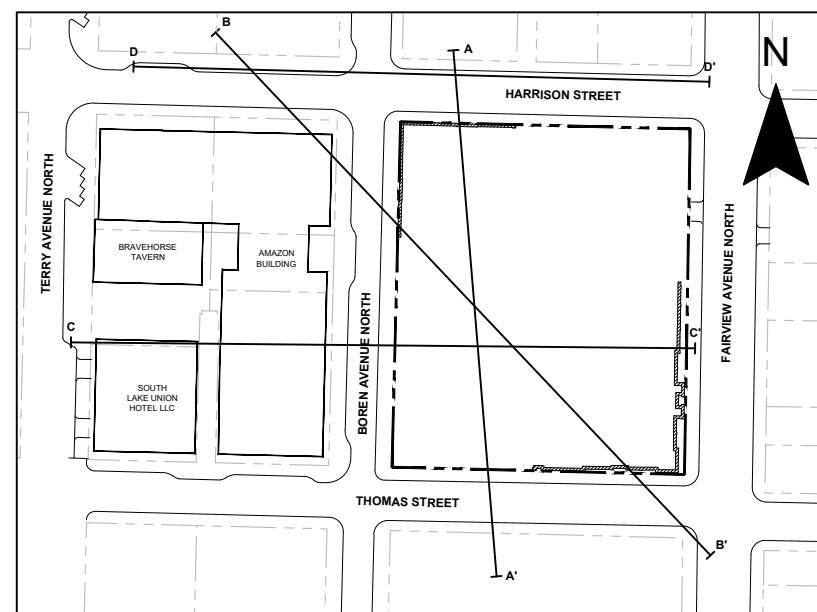 B
A
D
D'
N
HARRISON STREET
TERRY AVENUE NORTH
BRAVEHORSE
TAVERN
AMAZON
BUILDING
FAIRVIEW AVENUE NORTH
BOREN AVENUE NORTH
C
C'
SOUTH
LAKE UNION
HOTEL LLC
THOMAS STREET
B'
A'